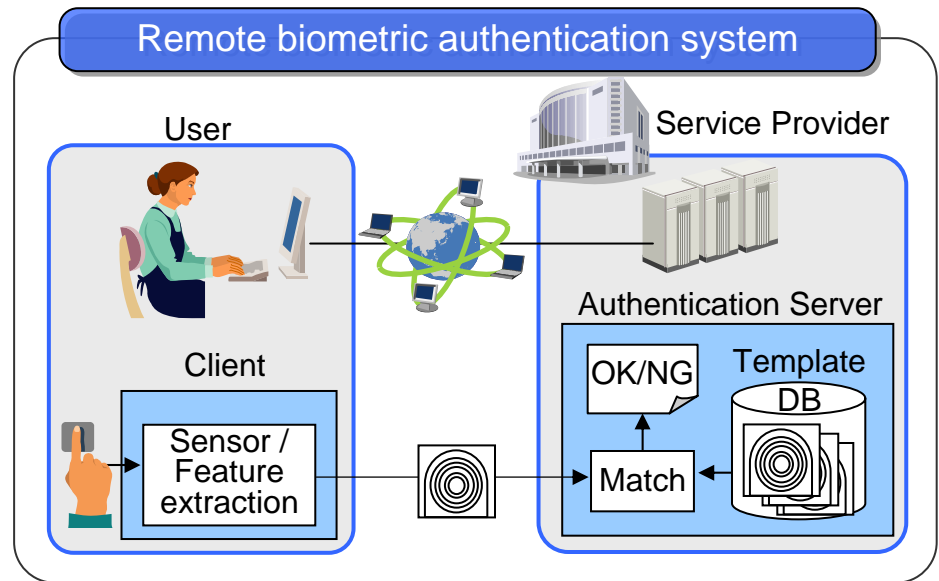 Remote biometric authentication system
User
Service Provider
Authentication Server
Client
OK/NG
Template
DB
Sensor /
Feature
extraction
Match